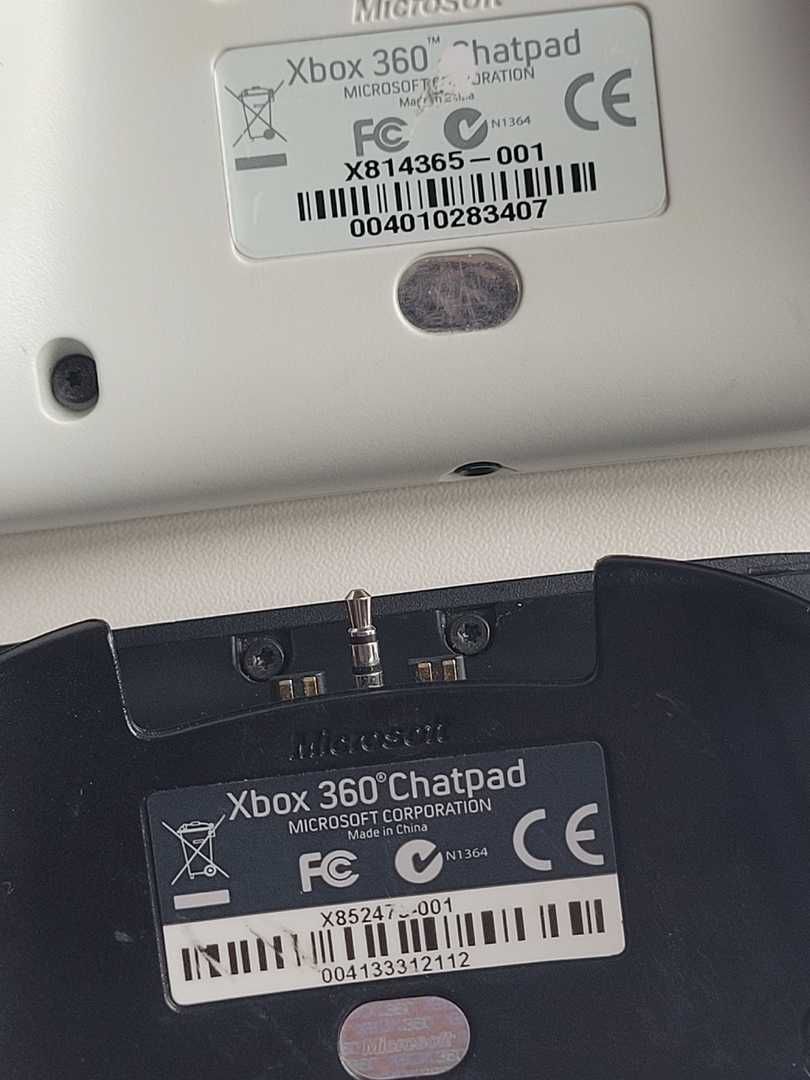 Microsoft
Xbox 360™ Chatpad
MICROSOFT CORPORATION
Made in China
FC
N1364
CE
X814365-001
004010283407
Microsoft
Xbox 360® Chatpad
MICROSOFT CORPORATION
Made in China
FC
N1364
CE
004133312112
Microsoft